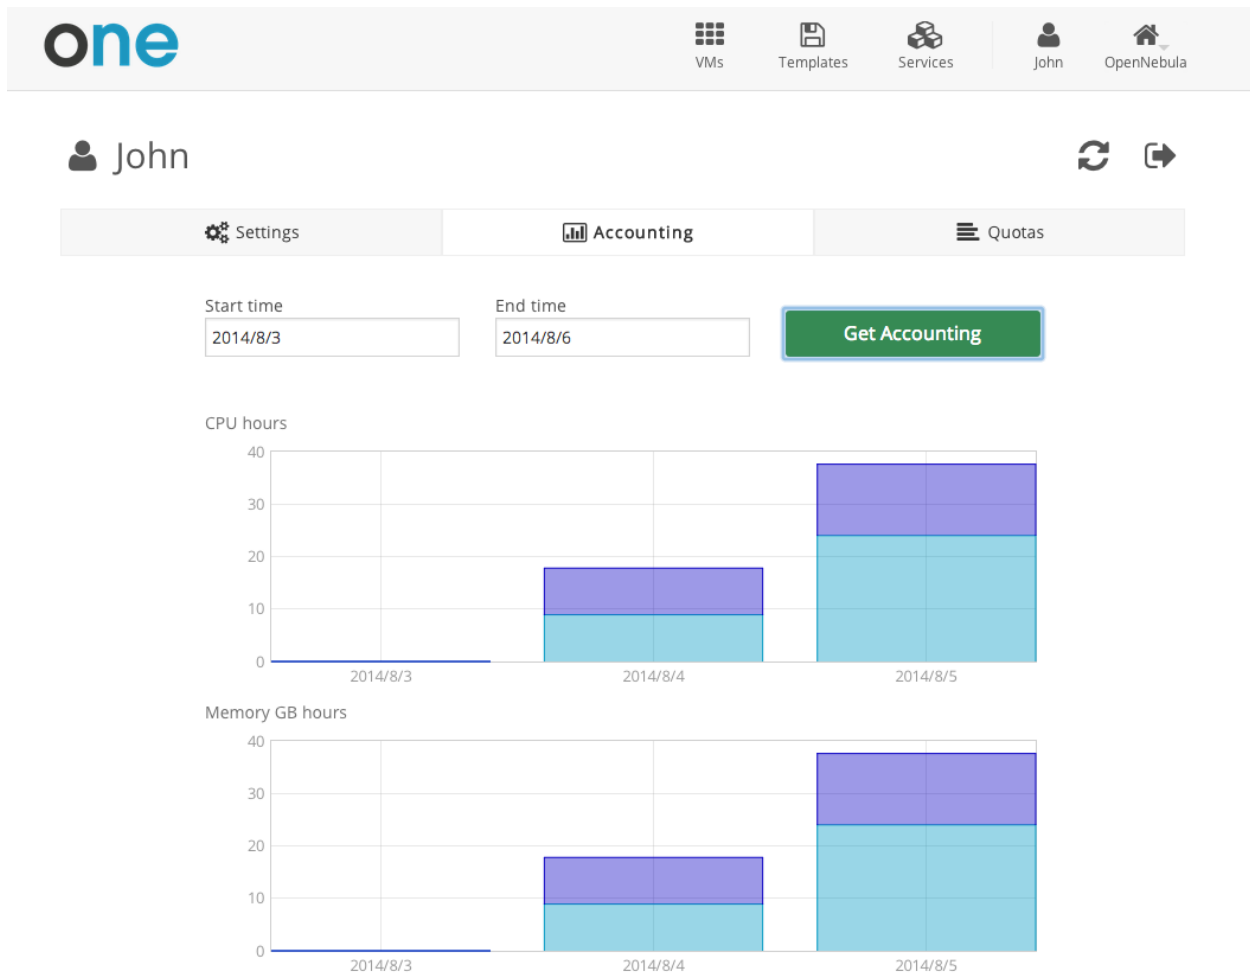 one
VMs Templates Services John OpenNebula
John
Settings Accounting Quotas
Start time End time
2014/8/3 2014/8/6 Get Accounting
CPU hours
40
30
20
10
0
2014/8/3 2014/8/4 2014/8/5
Memory GB hours
40
30
20
10
0
2014/8/3 2014/8/4 2014/8/5